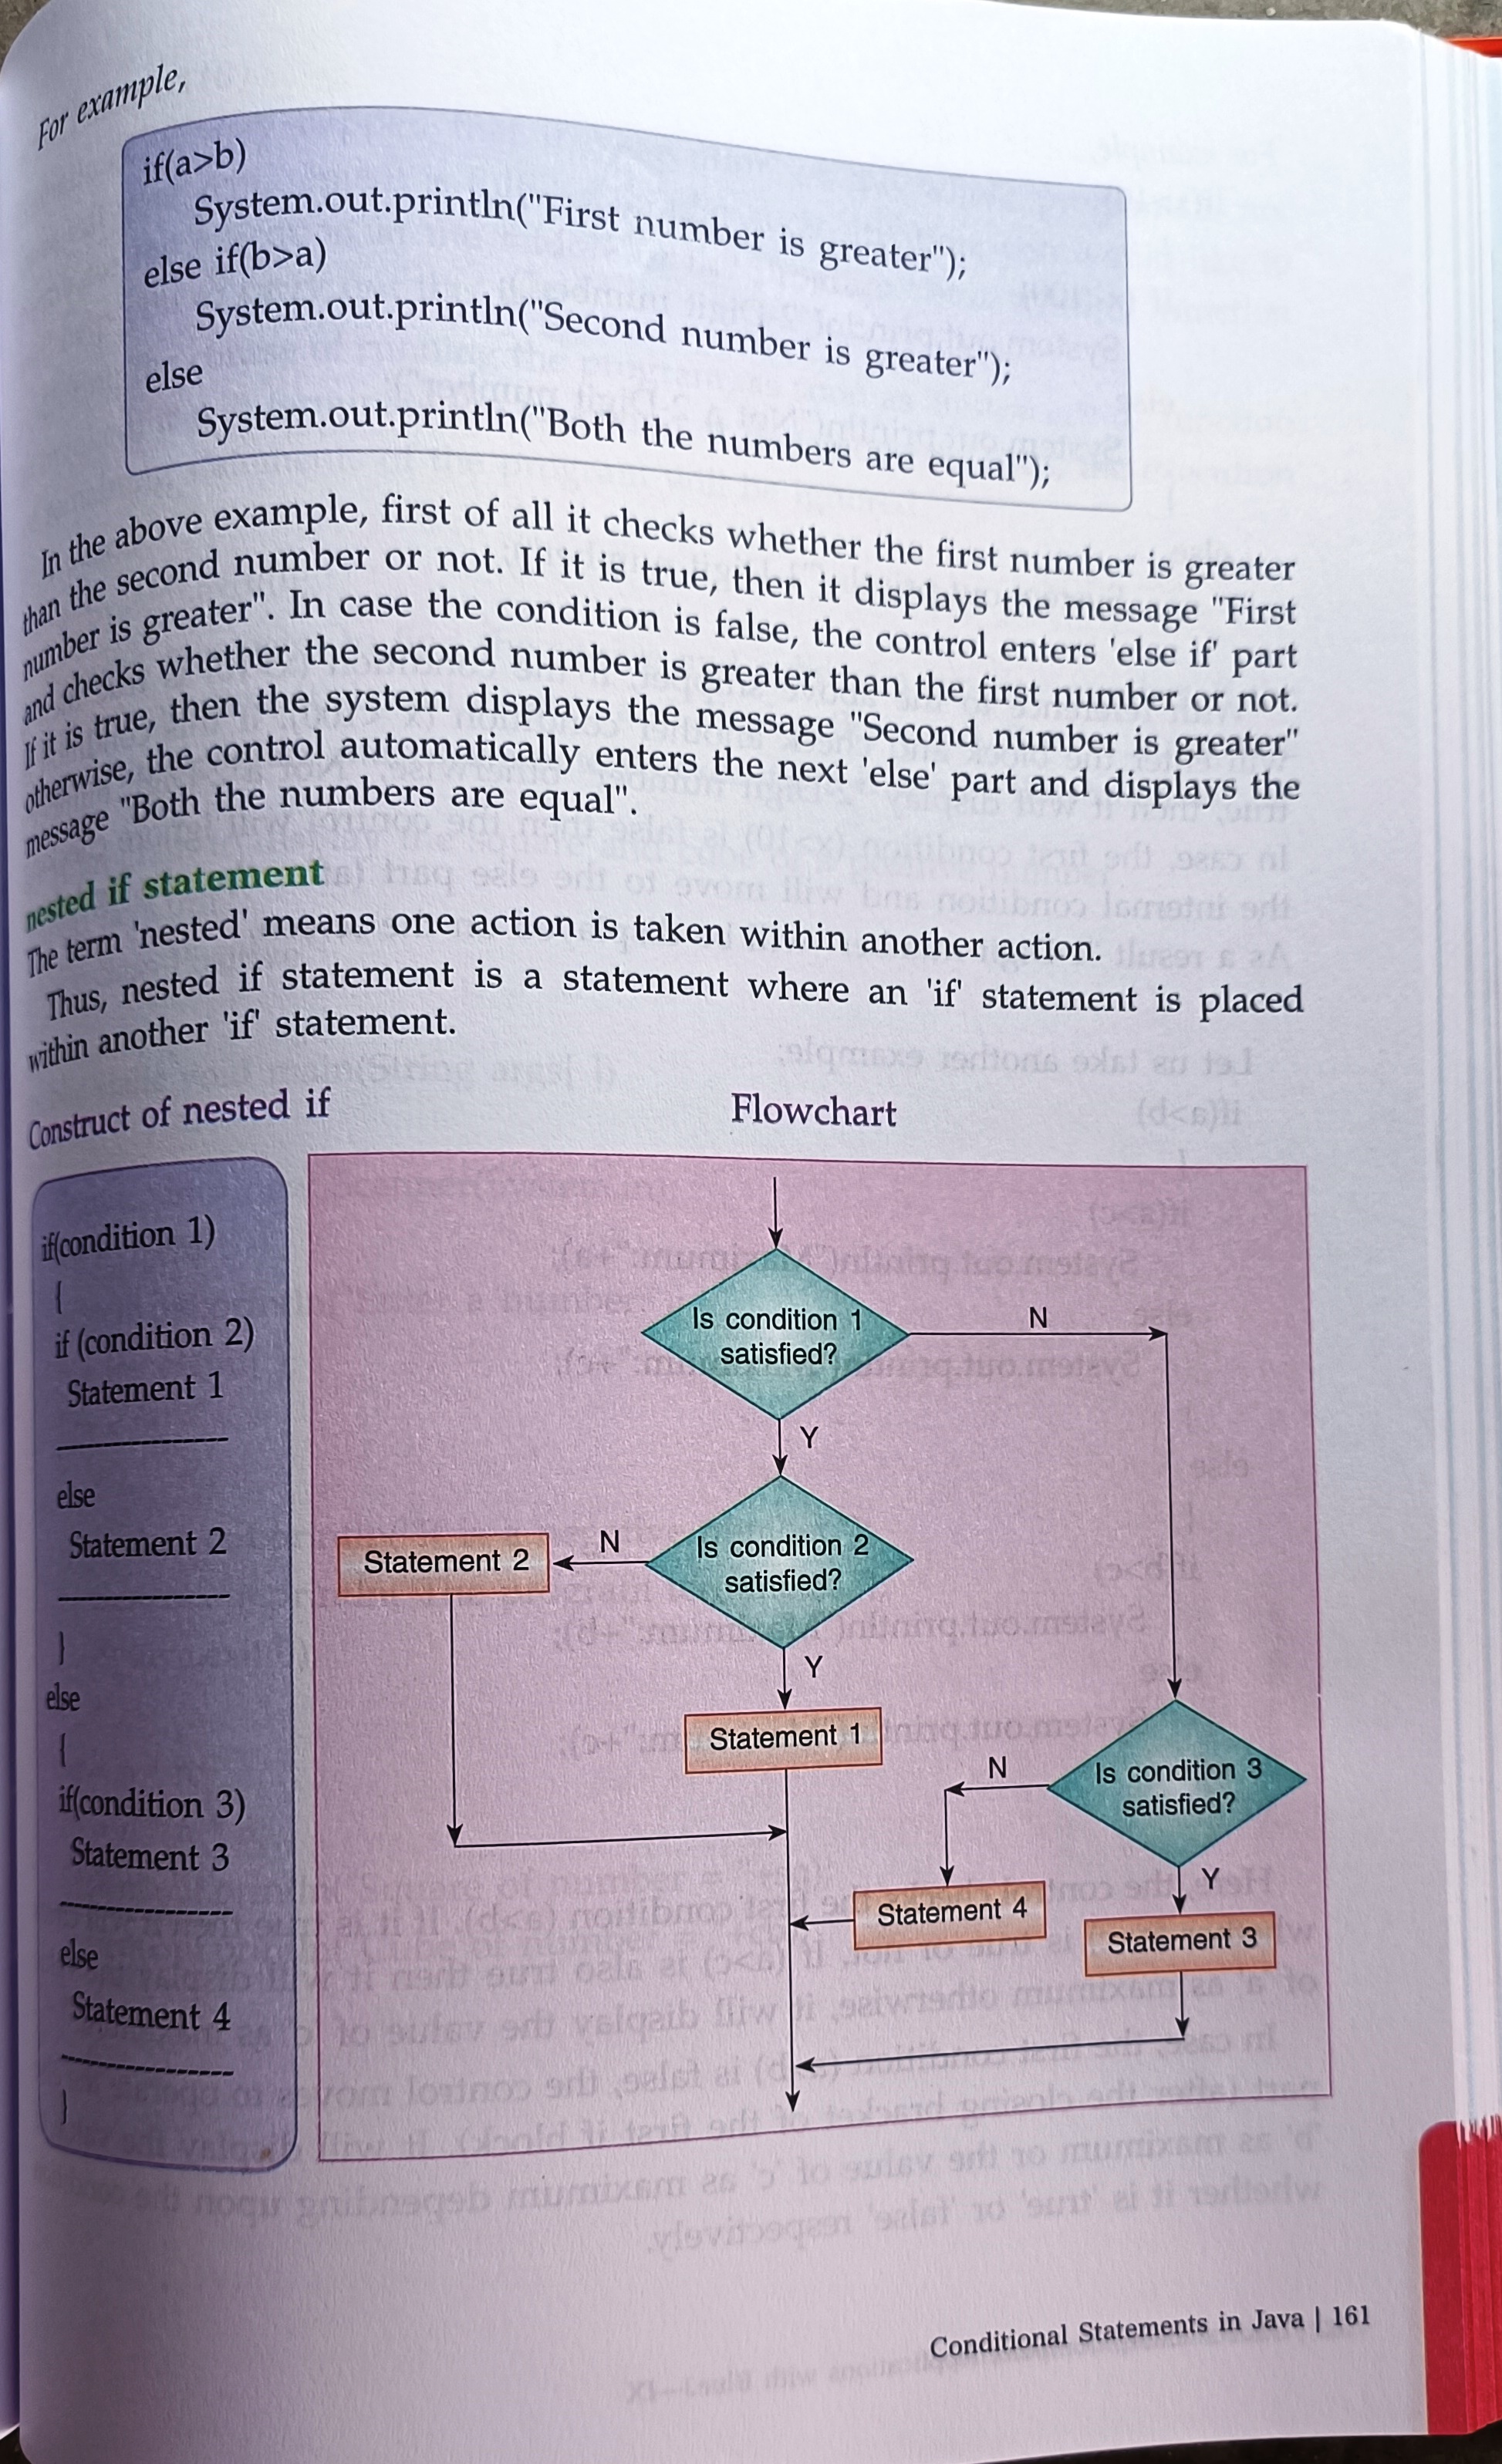 For example,
if(a>b)
System.out.println("First number is greater");
else if(b>a)
System.out.println("Second number is greater");
else
System.out.println("Both the numbers are equal");
In the above example, first of all it checks whether the first number is greater
than the second number or not. If it is true, then it displays the message "First
number is greater". In case the condition is false, the control enters 'else if' part
and checks whether the second number is greater than the first number or not.
If it is true, then the system displays the message "Second number is greater"
otherwise, the control automatically enters the next 'else' part and displays the
message "Both the numbers are equal".
nested if statement
The term 'nested' means one action is taken within another action.
Thus, nested if statement is a statement where an 'if' statement is placed
within another 'if' statement.
Construct of nested if
if(condition 1)
{
if (condition 2)
Statement 1
else
Statement 2
}
else
{
if(condition 3)
Statement 3
else
Statement 4
}
Flowchart
Is condition 1
satisfied?
N
Y
Is condition 2
satisfied?
N
Statement 2
Y
Statement 1
Is condition 3
satisfied?
N
Statement 4
Y
Statement 3
Conditional Statements in Java | 161